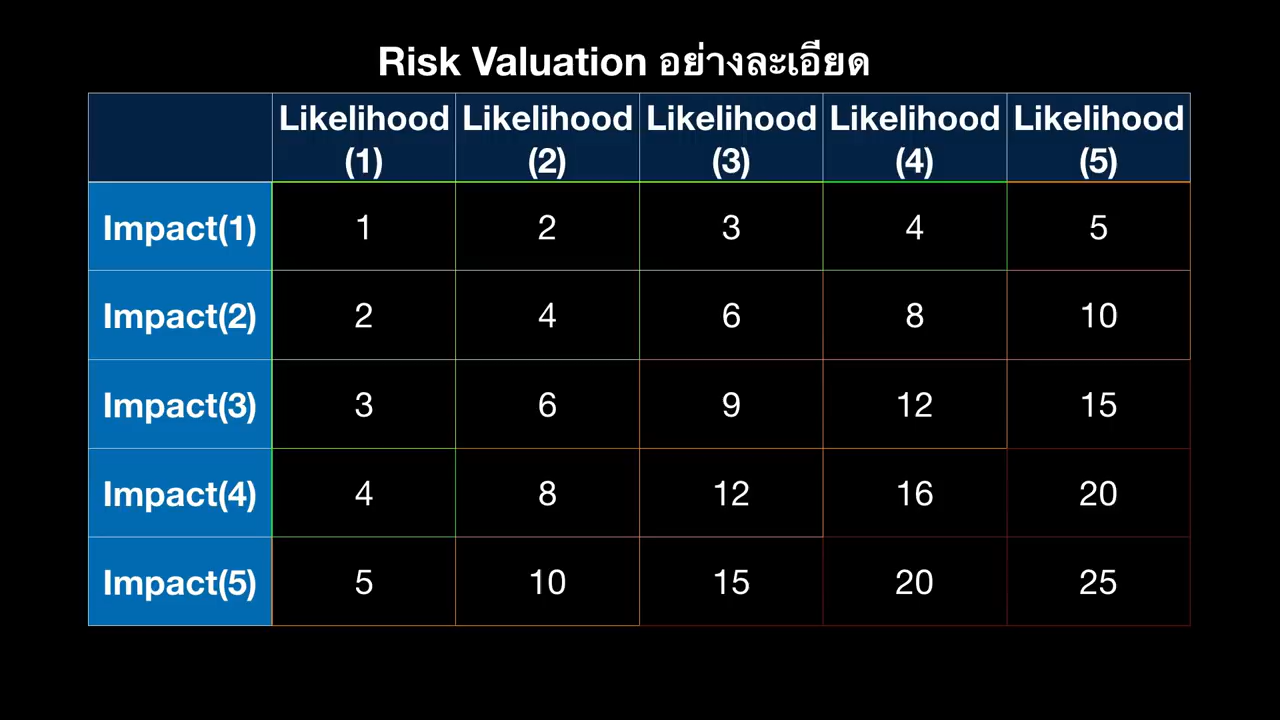 Risk Valuation อย่างละเอียด
Likelihood Likelihood Likelihood Likelihood Likelihood
(1) (2) (3) (4) (5)
Impact(1) 1 2 3 4 5
Impact(2) 2 4 6 8 10
Impact(3) 3 6 9 12 15
Impact(4) 4 8 12 16 20
Impact(5) 5 10 15 20 25